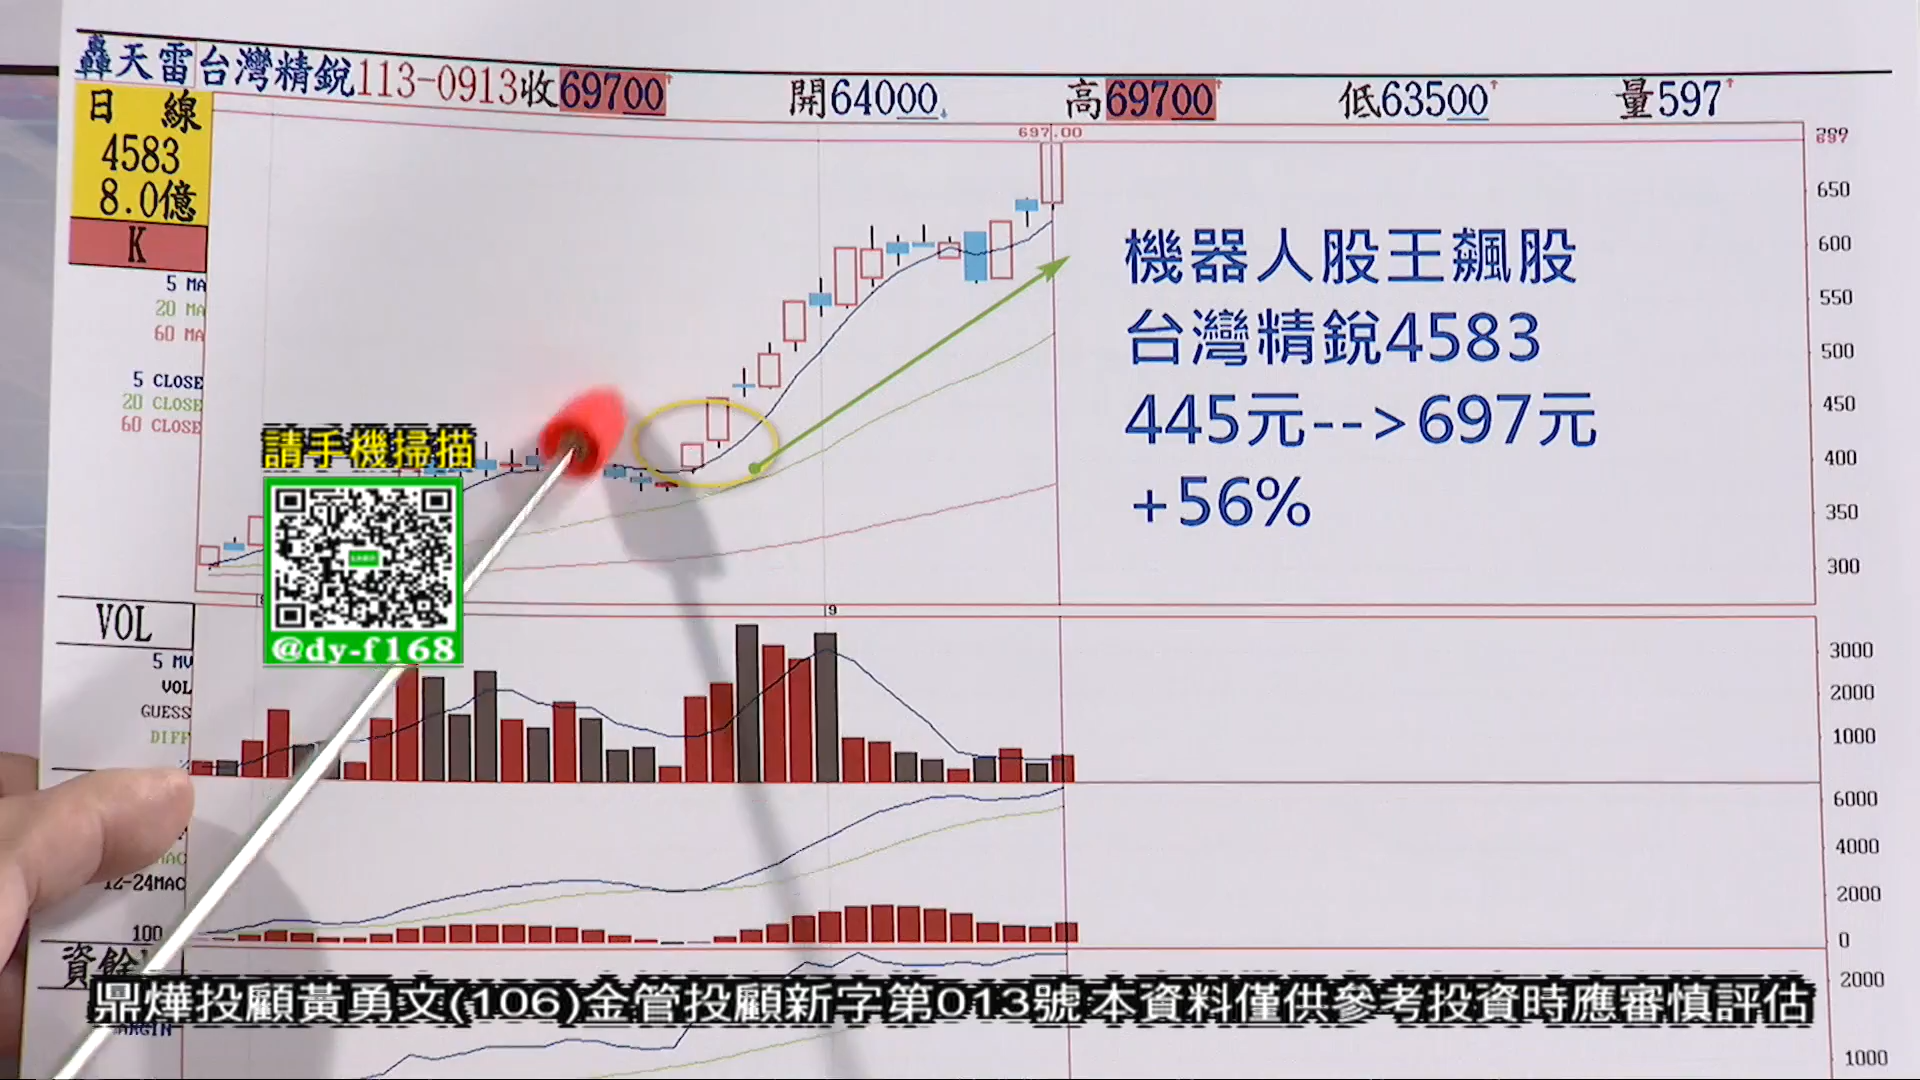 轟天雷台灣精銳113-0913收69700 開64000 高69700 低63500 量597
日 線
4583
8.0億
K
5 MA
20 MA
60 MA
5 CLOSE
20 CLOSE
60 CLOSE
697.00
697
650
600
550
500
450
400
350
300
機器人股王飆股
台灣精銳4583
445元-->697元
+56%
請手機掃描
@dy-f168
9
VOL
5 MV
VOL
GUESS
DIFF
3000
2000
1000
MAC
12-24MAC
100
6000
4000
2000
0
資餘
2000
1000
鼎燁投顧黃勇文(106)金管投顧新字第013號本資料僅供參考投資時應審慎評估